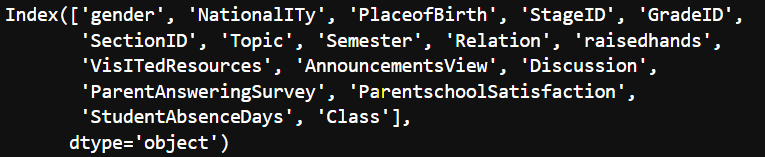 Index(['gender', 'NationalITy', 'PlaceofBirth', 'StageID', 'GradeID',
'SectionID', 'Topic', 'Semester', 'Relation', 'raisedhands',
'VisITedResources', 'AnnouncementsView', 'Discussion',
'ParentAnsweringSurvey', 'ParentschoolSatisfaction',
'StudentAbsenceDays', 'Class'],
dtype='object')